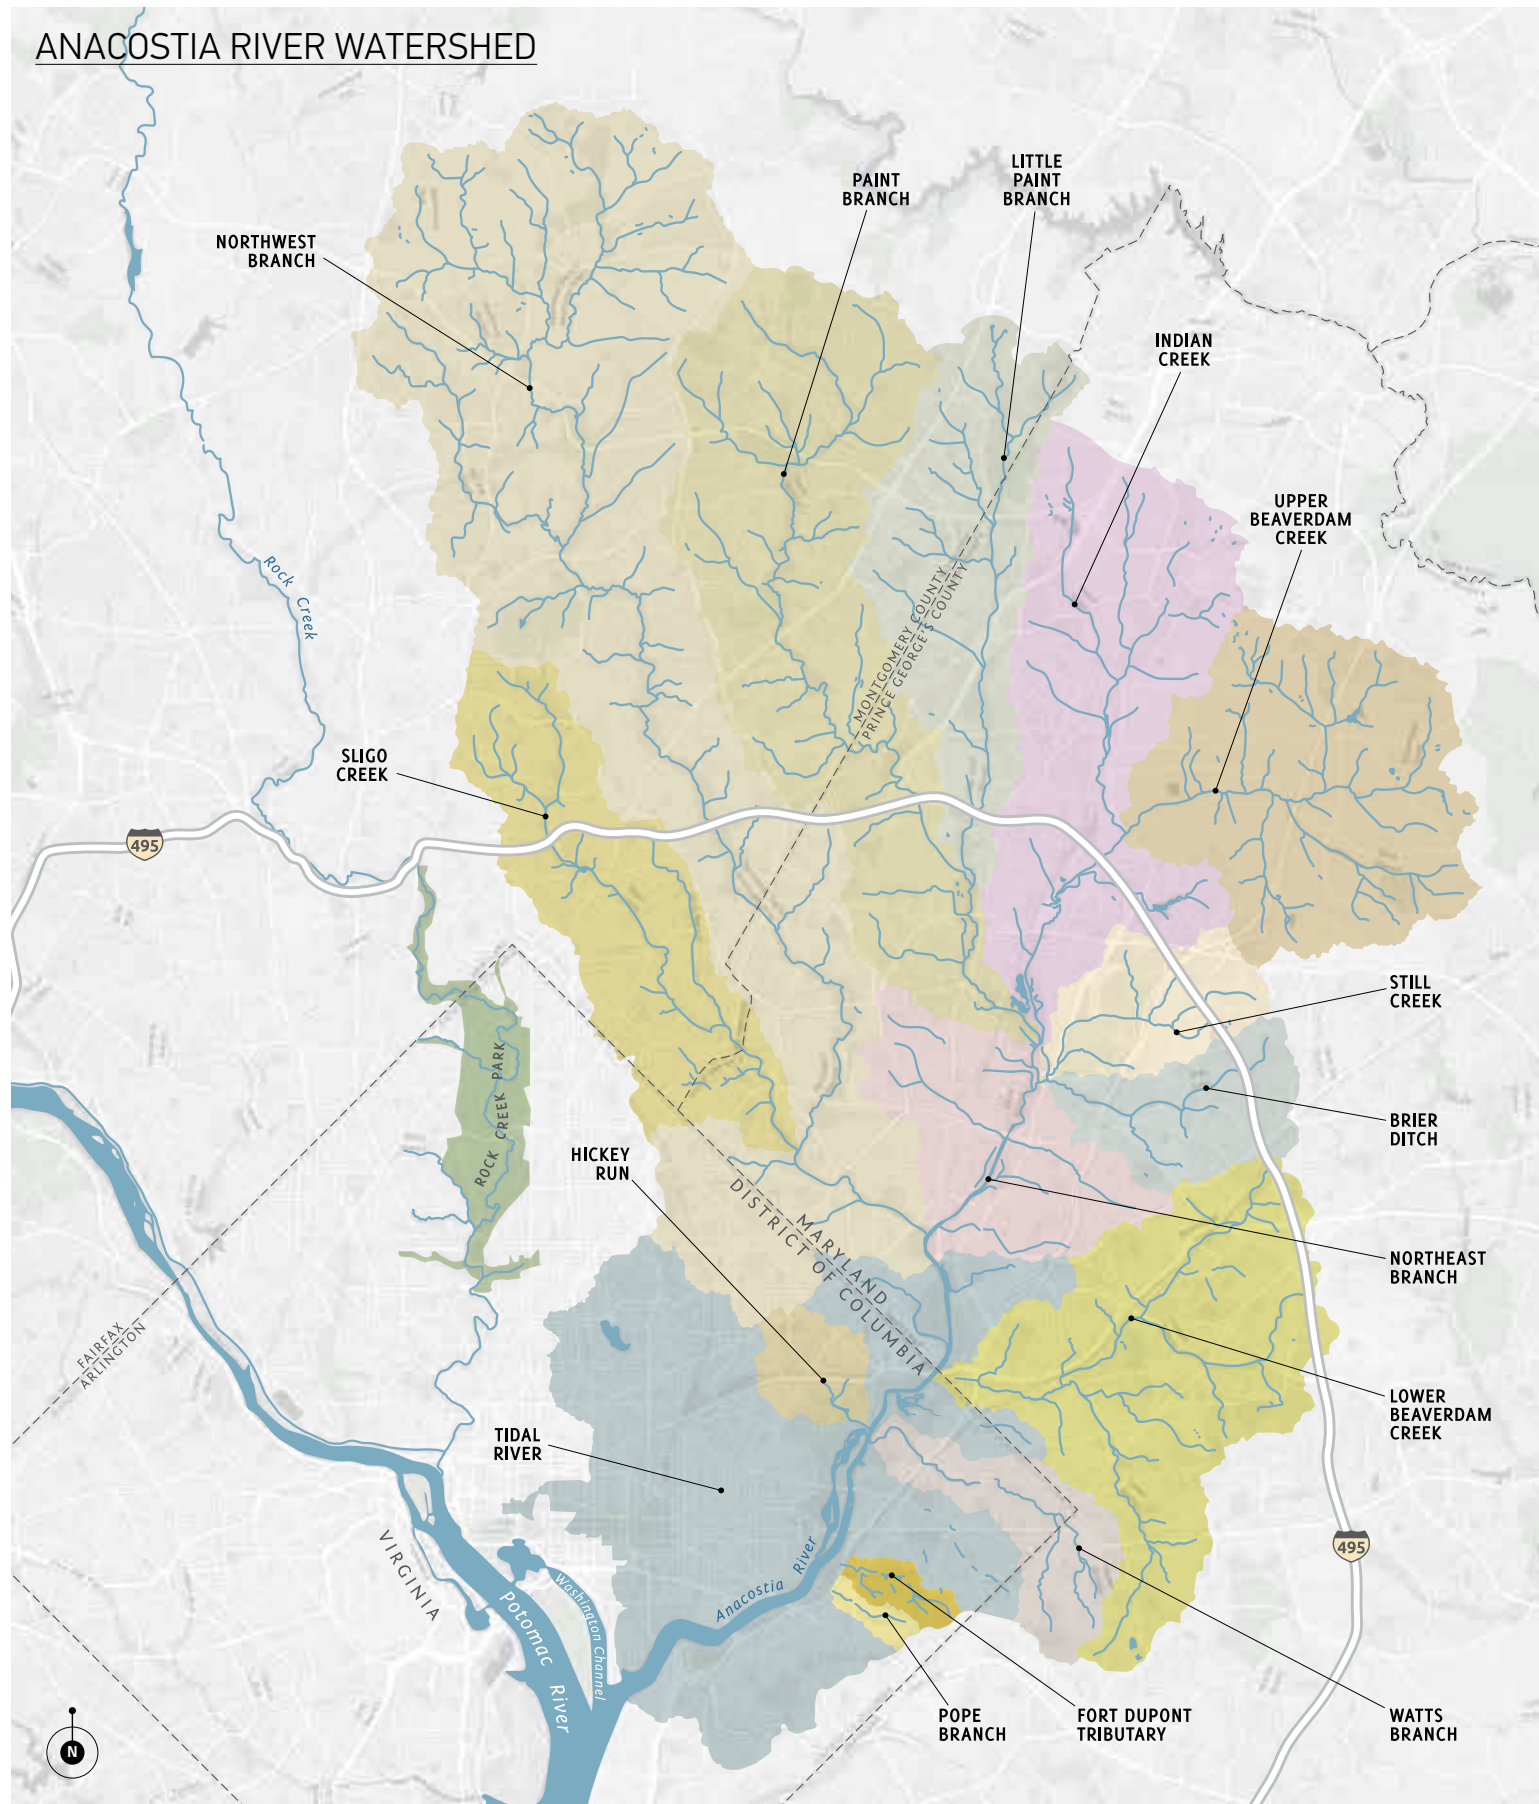 ANACOSTIA RIVER WATERSHED
NORTHWEST
BRANCH
PAINT
BRANCH
LITTLE
PAINT
BRANCH
INDIAN
CREEK
UPPER
BEAVERDAM
CREEK
Rock Creek
MONTGOMERY COUNTY
PRINCE GEORGE'S COUNTY
SLIGO
CREEK
495
STILL
CREEK
ROCK CREEK PARK
BRIER
DITCH
HICKEY
RUN
MARYLAND
DISTRICT OF COLUMBIA
NORTHEAST
BRANCH
FAIRFAX
ARLINGTON
LOWER
BEAVERDAM
CREEK
TIDAL
RIVER
VIRGINIA
Potomac River
Washington Channel
Anacostia River
495
POPE
BRANCH
FORT DUPONT
TRIBUTARY
WATTS
BRANCH
N